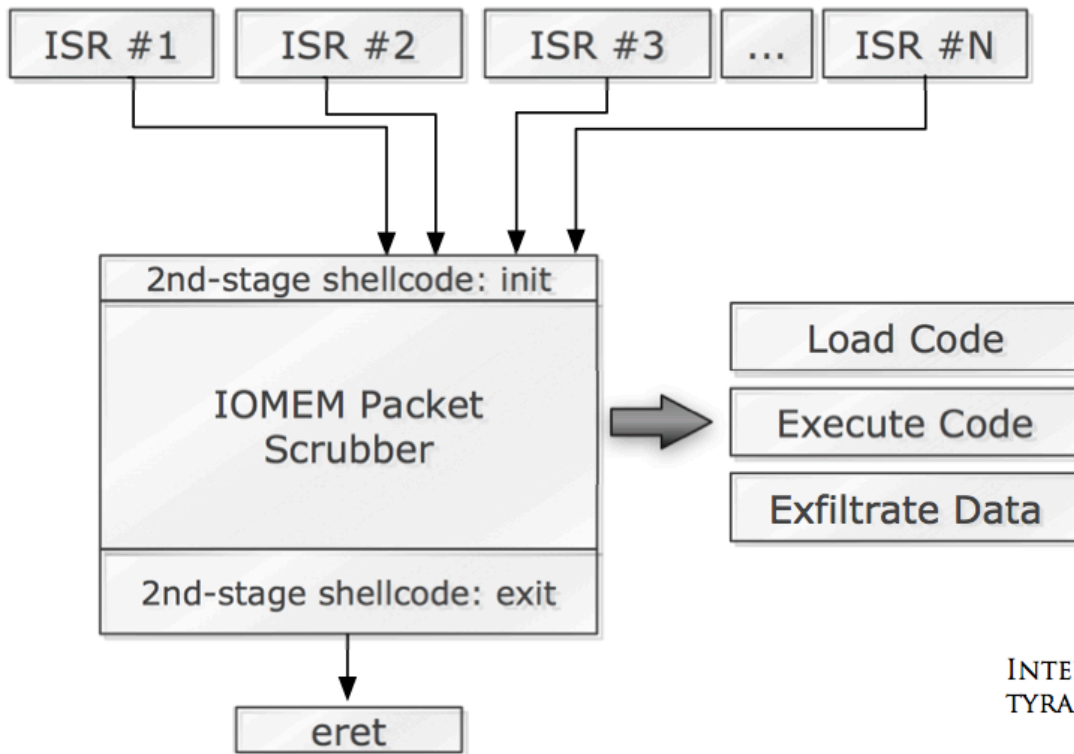 ISR #1
ISR #2
ISR #3
...
ISR #N
2nd-stage shellcode: init
IOMEM Packet
Scrubber
2nd-stage shellcode: exit
eret
Load Code
Execute Code
Exfiltrate Data
INTE
TYRA